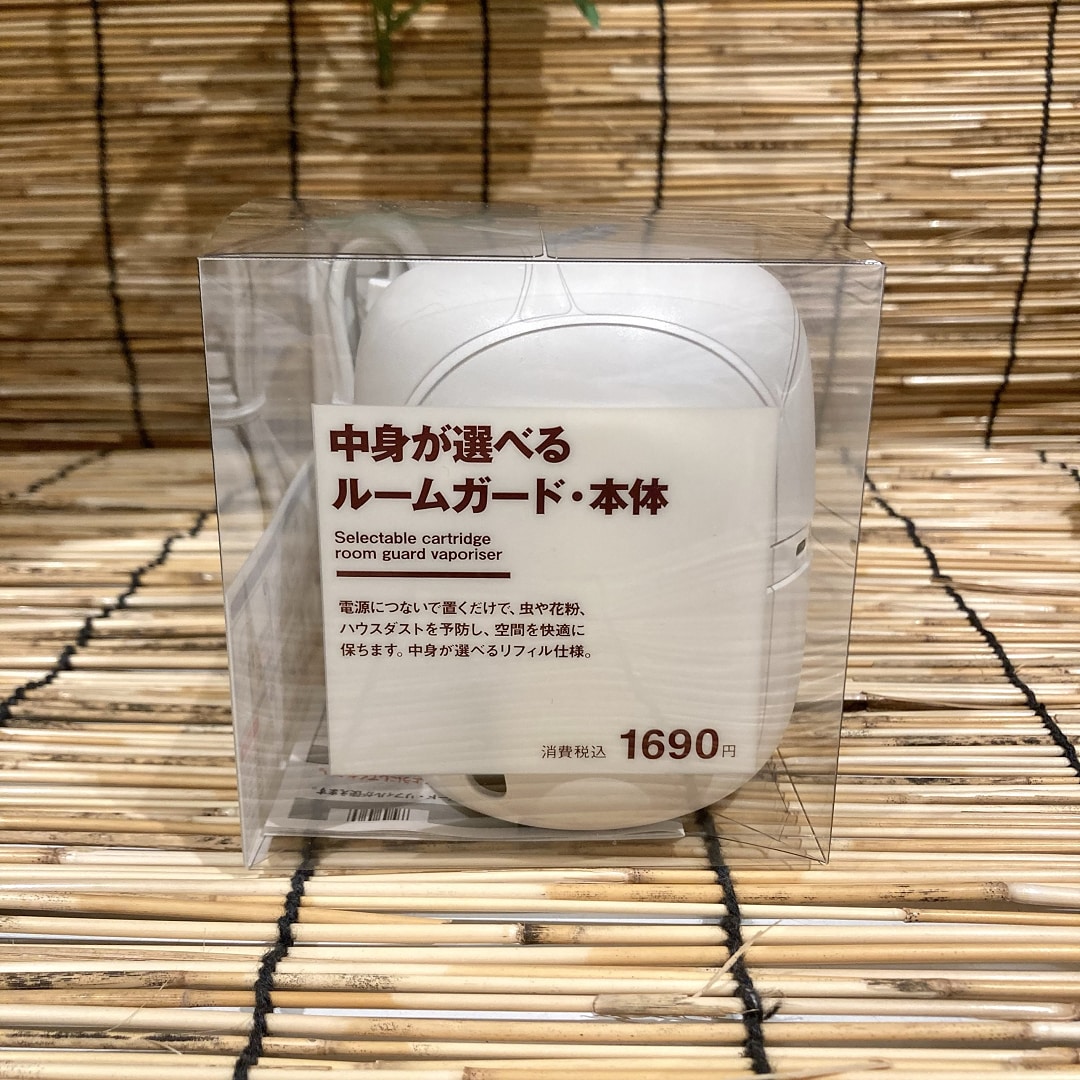 中身が選べる
ルームガード・本体
Selectable cartridge
room guard vaporiser
電源につないで置くだけで、虫や花粉、
ハウスダストを予防し、空間を快適に
保ちます。中身が選べるリフィル仕様。
消費税込 1690円